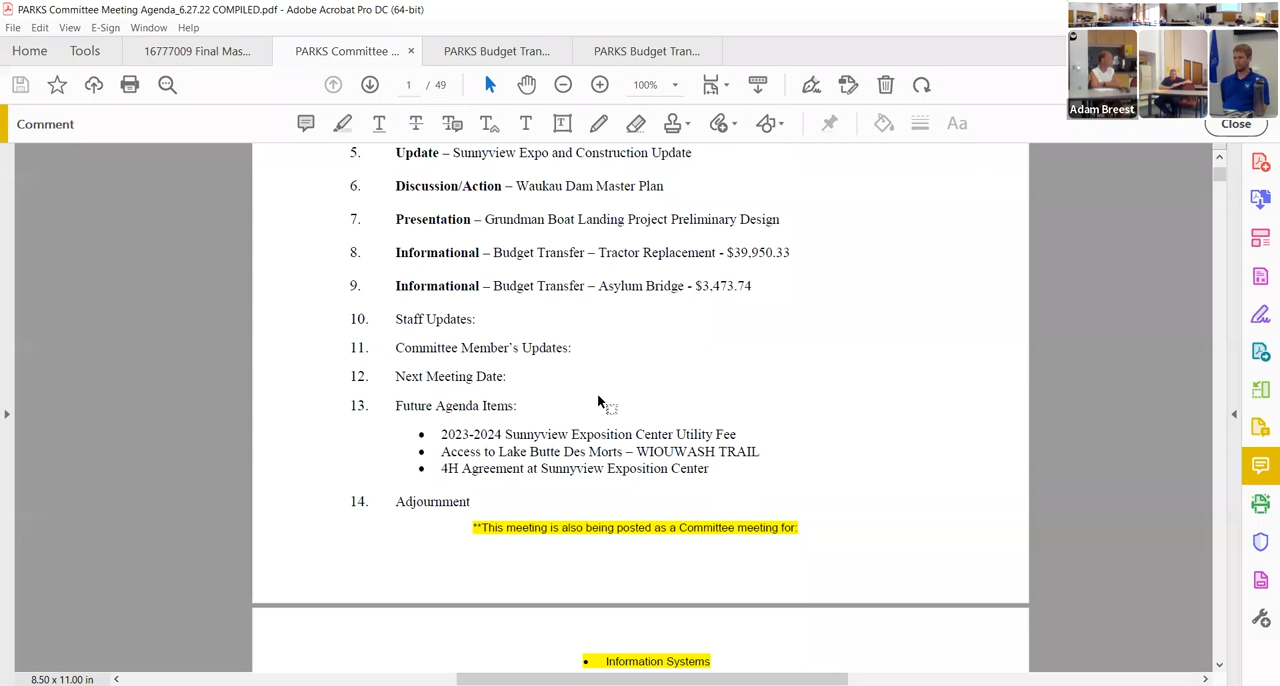 PARKS Committee Meeting Agenda_6.27.22 COMPILED.pdf - Adobe Acrobat Pro DC (64-bit)
File Edit View E-Sign Window Help
Home Tools 16777009 Final Mas... PARKS Committee ... × PARKS Budget Tran... PARKS Budget Tran...
1 / 49 100%
Adam Breest
Comment
Close
5. Update – Sunnyview Expo and Construction Update
6. Discussion/Action – Waukau Dam Master Plan
7. Presentation – Grundman Boat Landing Project Preliminary Design
8. Informational – Budget Transfer – Tractor Replacement - $39,950.33
9. Informational – Budget Transfer – Asylum Bridge - $3,473.74
10. Staff Updates:
11. Committee Member’s Updates:
12. Next Meeting Date:
13. Future Agenda Items:
• 2023-2024 Sunnyview Exposition Center Utility Fee
• Access to Lake Butte Des Morts – WIOUWASH TRAIL
• 4H Agreement at Sunnyview Exposition Center
14. Adjournment
**This meeting is also being posted as a Committee meeting for:
• Information Systems
8.50 x 11.00 in